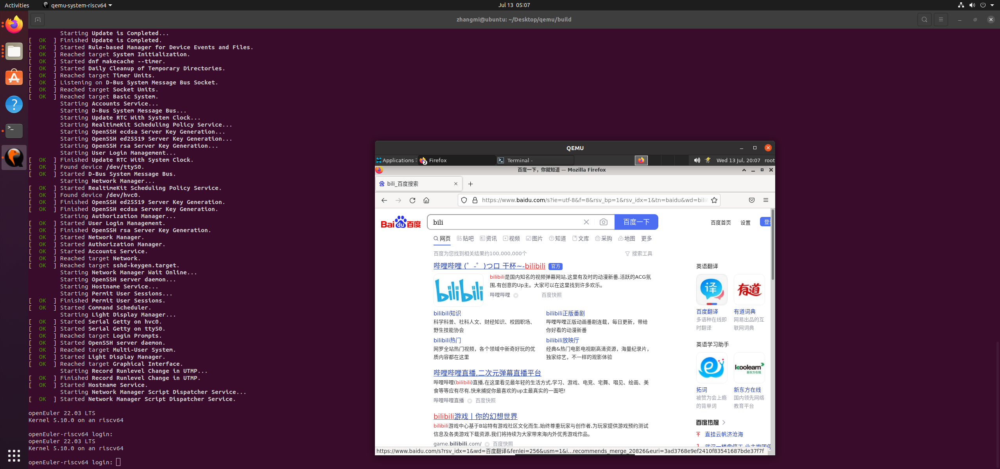 Activities
qemu-system-riscv64
Jul 13 05:07
zhangmi@ubuntu: ~/Desktop/qemu/build
Starting Update is Completed...
[ OK ] Finished Update is Completed.
[ OK ] Started Rule-based Manager for Device Events and Files.
[ OK ] Reached target System Initialization.
[ OK ] Started dnf makecache --timer.
[ OK ] Started Daily Cleanup of Temporary Directories.
[ OK ] Reached target Timer Units.
[ OK ] Listening on D-Bus System Message Bus Socket.
[ OK ] Reached target Socket Units.
[ OK ] Reached target Basic System.
Starting Accounts Service...
Starting D-Bus System Message Bus...
Starting Update RTC With System Clock...
Starting RealtimeKit Scheduling Policy Service...
Starting OpenSSH ecdsa Server Key Generation...
Starting OpenSSH ed25519 Server Key Generation...
Starting OpenSSH rsa Server Key Generation...
Starting User Login Management...
[ OK ] Finished Update RTC With System Clock.
[ OK ] Found device /dev/ttyS0.
[ OK ] Started D-Bus System Message Bus.
Starting Network Manager...
[ OK ] Started RealtimeKit Scheduling Policy Service.
[ OK ] Found device /dev/hvc0.
[ OK ] Finished OpenSSH ed25519 Server Key Generation.
[ OK ] Finished OpenSSH ecdsa Server Key Generation.
Starting Authorization Manager...
[ OK ] Started User Login Management.
[ OK ] Finished OpenSSH rsa Server Key Generation.
[ OK ] Started Network Manager.
[ OK ] Started Authorization Manager.
[ OK ] Started Accounts Service.
[ OK ] Reached target Network.
[ OK ] Reached target sshd-keygen.target.
Starting Network Manager Wait Online...
Starting OpenSSH server daemon...
Starting Hostname Service...
Starting Permit User Sessions...
[ OK ] Finished Permit User Sessions.
[ OK ] Started Command Scheduler.
Starting Light Display Manager...
[ OK ] Started Serial Getty on hvc0.
[ OK ] Started Serial Getty on ttyS0.
[ OK ] Reached target Login Prompts.
[ OK ] Started OpenSSH server daemon.
[ OK ] Reached target Multi-User System.
[ OK ] Started Light Display Manager.
[ OK ] Reached target Graphical Interface.
Starting Record Runlevel Change in UTMP...
[ OK ] Finished Record Runlevel Change in UTMP.
[ OK ] Started Hostname Service.
Starting Network Manager Script Dispatcher Service...
[ OK ] Started Network Manager Script Dispatcher Service.
openEuler 22.03 LTS
Kernel 5.10.0 on an riscv64
openEuler-riscv64 login:
openEuler 22.03 LTS
Kernel 5.10.0 on an riscv64
openEuler-riscv64 login:
QEMU
Applications
2 Firefox
Terminal -
Wed 13 Jul, 20:07 root
百度一下，你就知道 — Mozilla Firefox
bili_百度搜索
https://www.baidu.com/s?ie=utf-8&f=8&rsv_bp=1&rsv_idx=1&tn=baidu&wd=bili
Bai du 百度
bili
百度一下
百度首页 设置 登
网页 贴吧 资讯 视频 图片 知道 文库 采购 地图 更多
百度为您找到相关结果约100,000,000个
搜索工具
哔哩哔哩 (゜-゜)つロ 干杯~-bilibili 官方
bilibili
bilibili是国内知名的视频弹幕网站,这里有及时的动漫新番,活跃的ACG氛
围,有创意的Up主。大家可以在这里找到许多欢乐。
哔哩哔哩 百度快照
bilibili知识
科学科普、社科人文、财经知识、校园职场、
野生技能协会
bilibili正版番剧
哔哩哔哩正版动画番剧连载，每日更新，带给
你好看的动漫新番
bilibili热门
网罗全站热门视频，各个领域中新奇好玩的优
质内容都在这里
bilibili放映厅
经典&热门电影电视剧高清资源，海量纪录片，
独家综艺，不一样的观影体验
哔哩哔哩直播,二次元弹幕直播平台
哔哩哔哩(bilibili)直播,在这里看见最年轻的生活方式,学习、游戏、电竞、宅舞、唱见、绘画、美
食等等应有尽有,快来捕捉你最喜欢的up主最真实的一面吧!
哔哩哔哩直播 百度快照
bilibili游戏丨你的幻想世界
bilibili游戏中心基于B站特有游戏社区文化而生,始终尊重玩家与创作者,为玩家提供游戏预约测试
信息及各类游戏下载资源,我们将持续为大家带来海内外优秀游戏作品。
game.bilibili.com/ 百度快照
英语翻译
译
有道
百度翻译
多语种在线即
时翻译
有道词典
网易出品的互
联网词典
英语学习助手
koolearn
新东方在线
拓词
被赞为会上瘾
的背单词
新东方在线
国内领先网络
教育平台
百度热搜
直挂云帆济沧海
1 武汉一楼盘停工 业主抱团停
https://www.baidu.com/s?rsv_idx=1&wd=百度翻译&fenlei=256&usm=1&i...recommends_merge_20826&euri=3ad3768e9ef2410f83541687bde37f7f